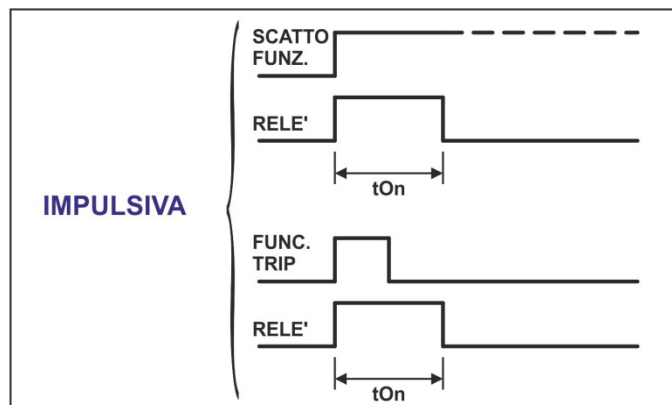 SCATTO
FUNZ.
RELE'
tOn
IMPULSIVA
FUNC.
TRIP
RELE'
tOn